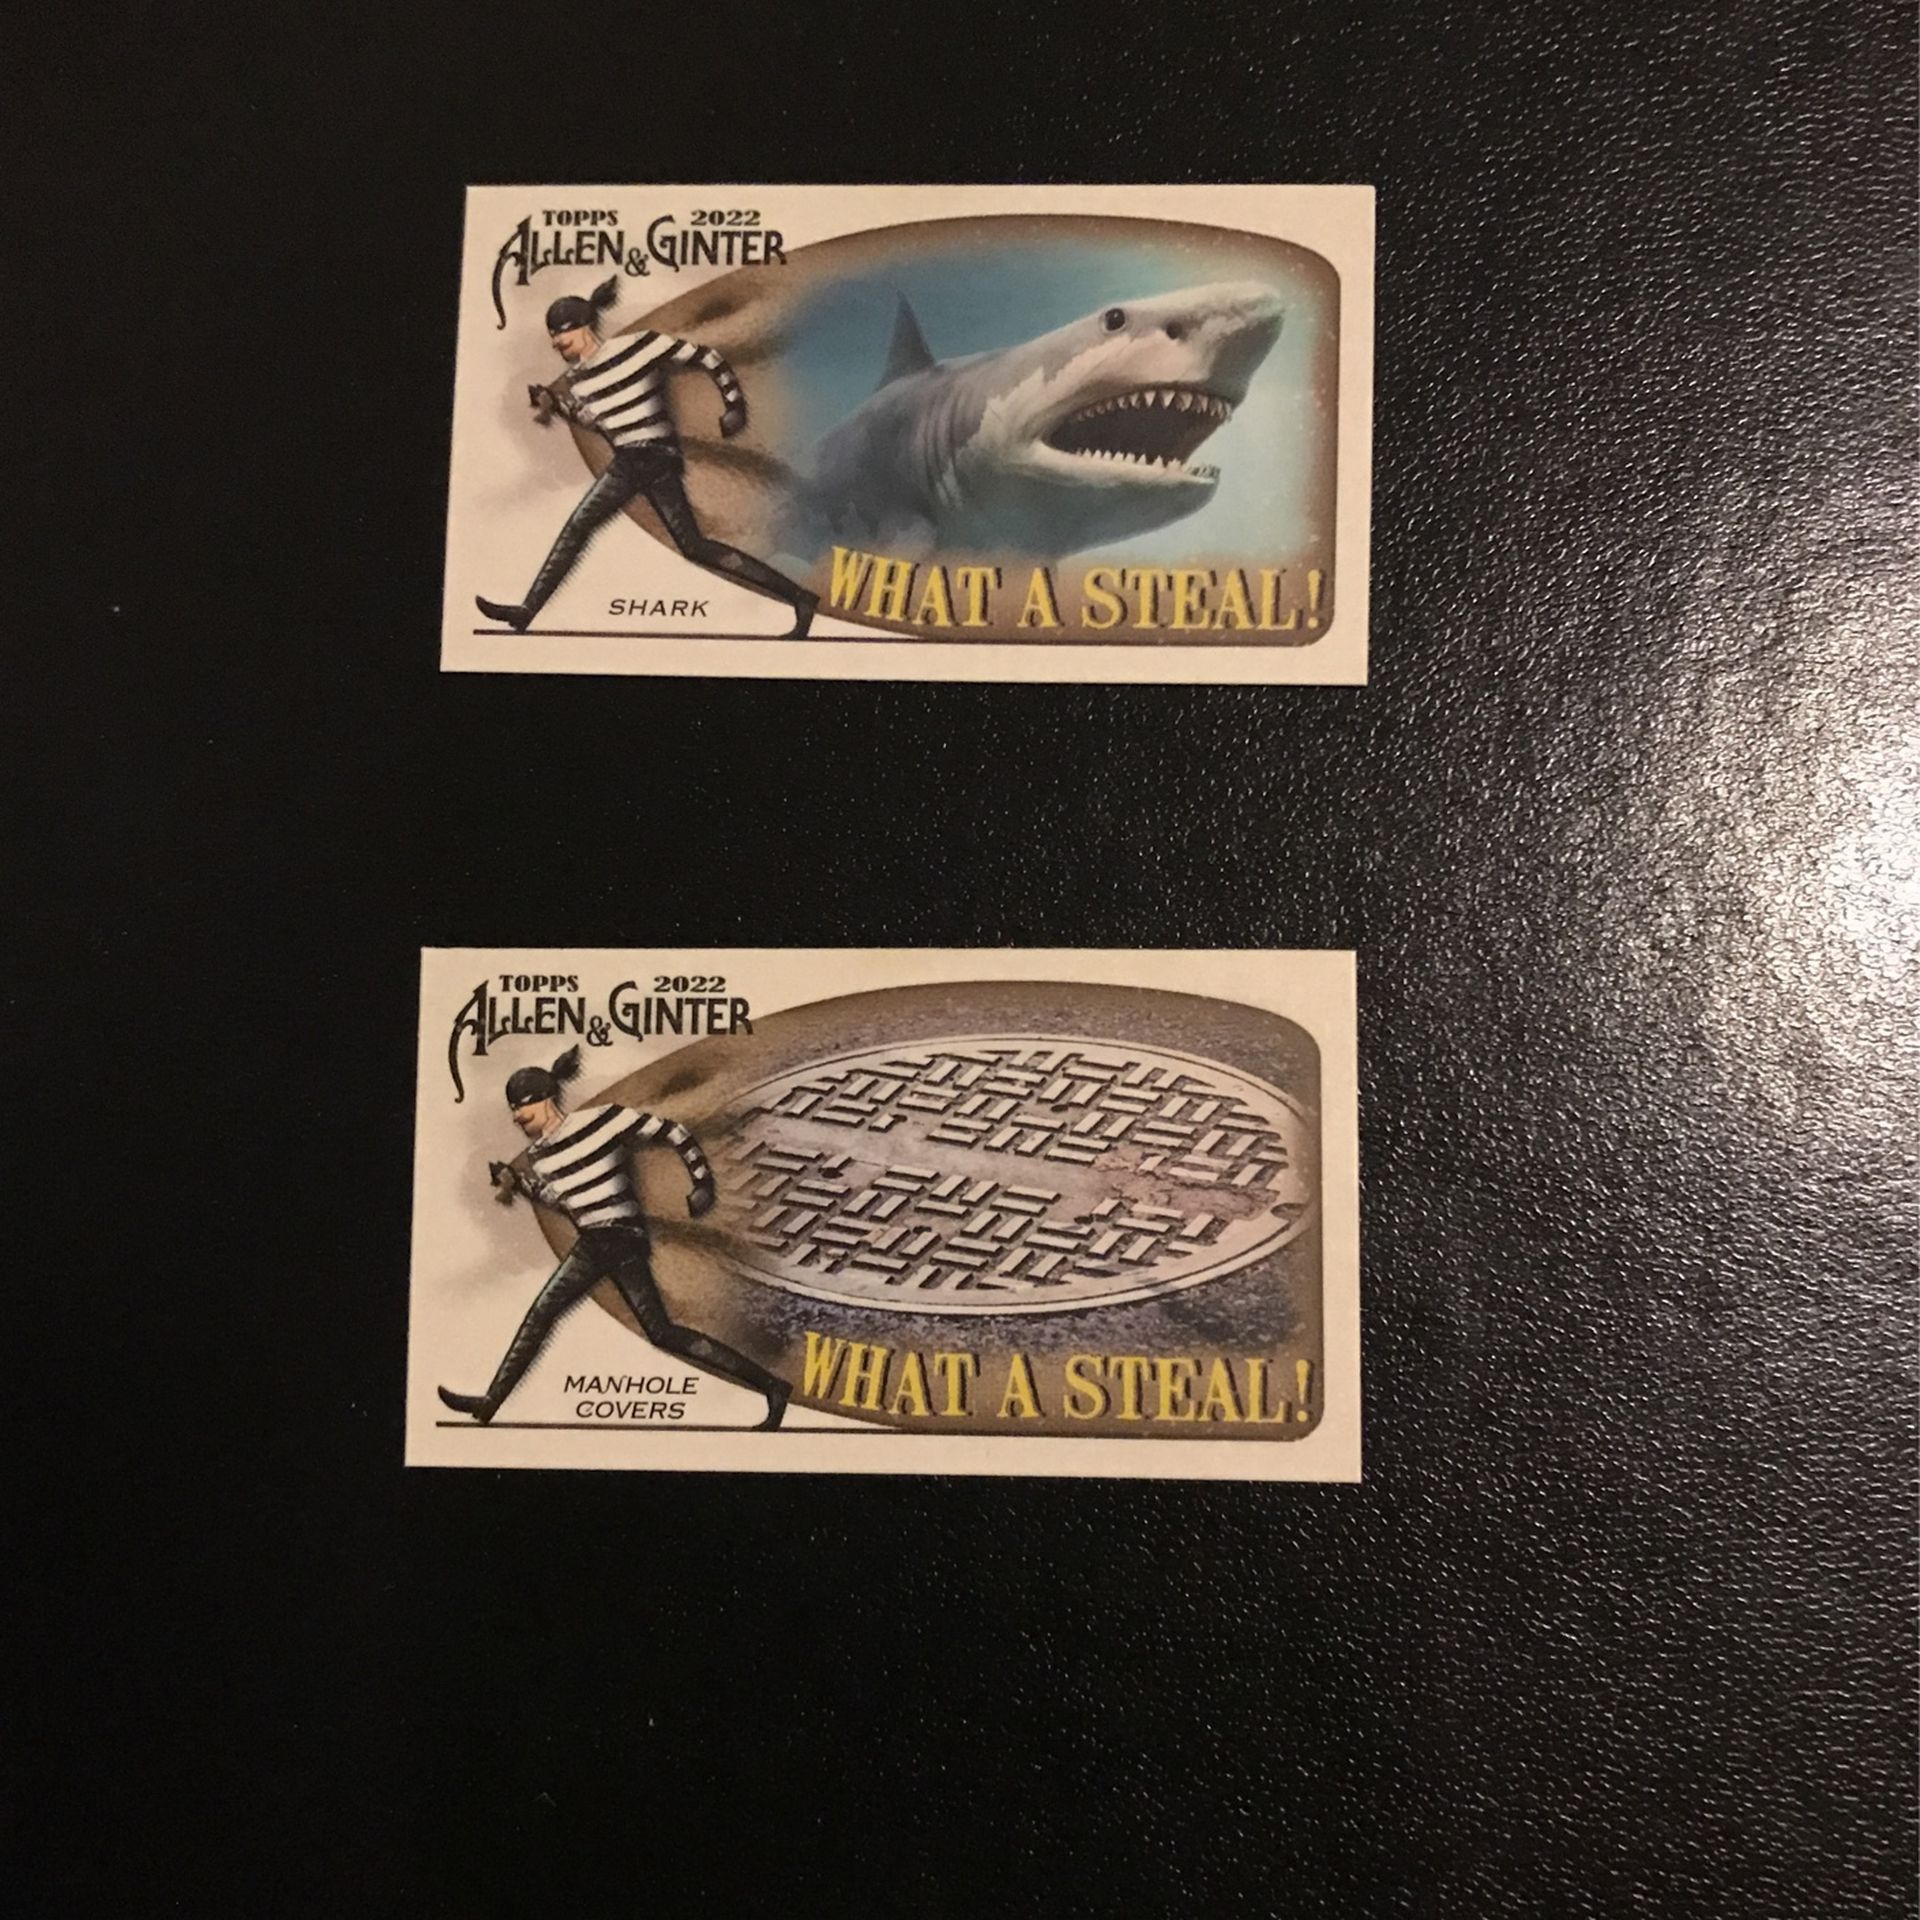 TOPPS 2022
ALLEN & GINTER
SHARK
WHAT A STEAL!
TOPPS 2022
ALLEN & GINTER
MANHOLE
COVERS
WHAT A STEAL!